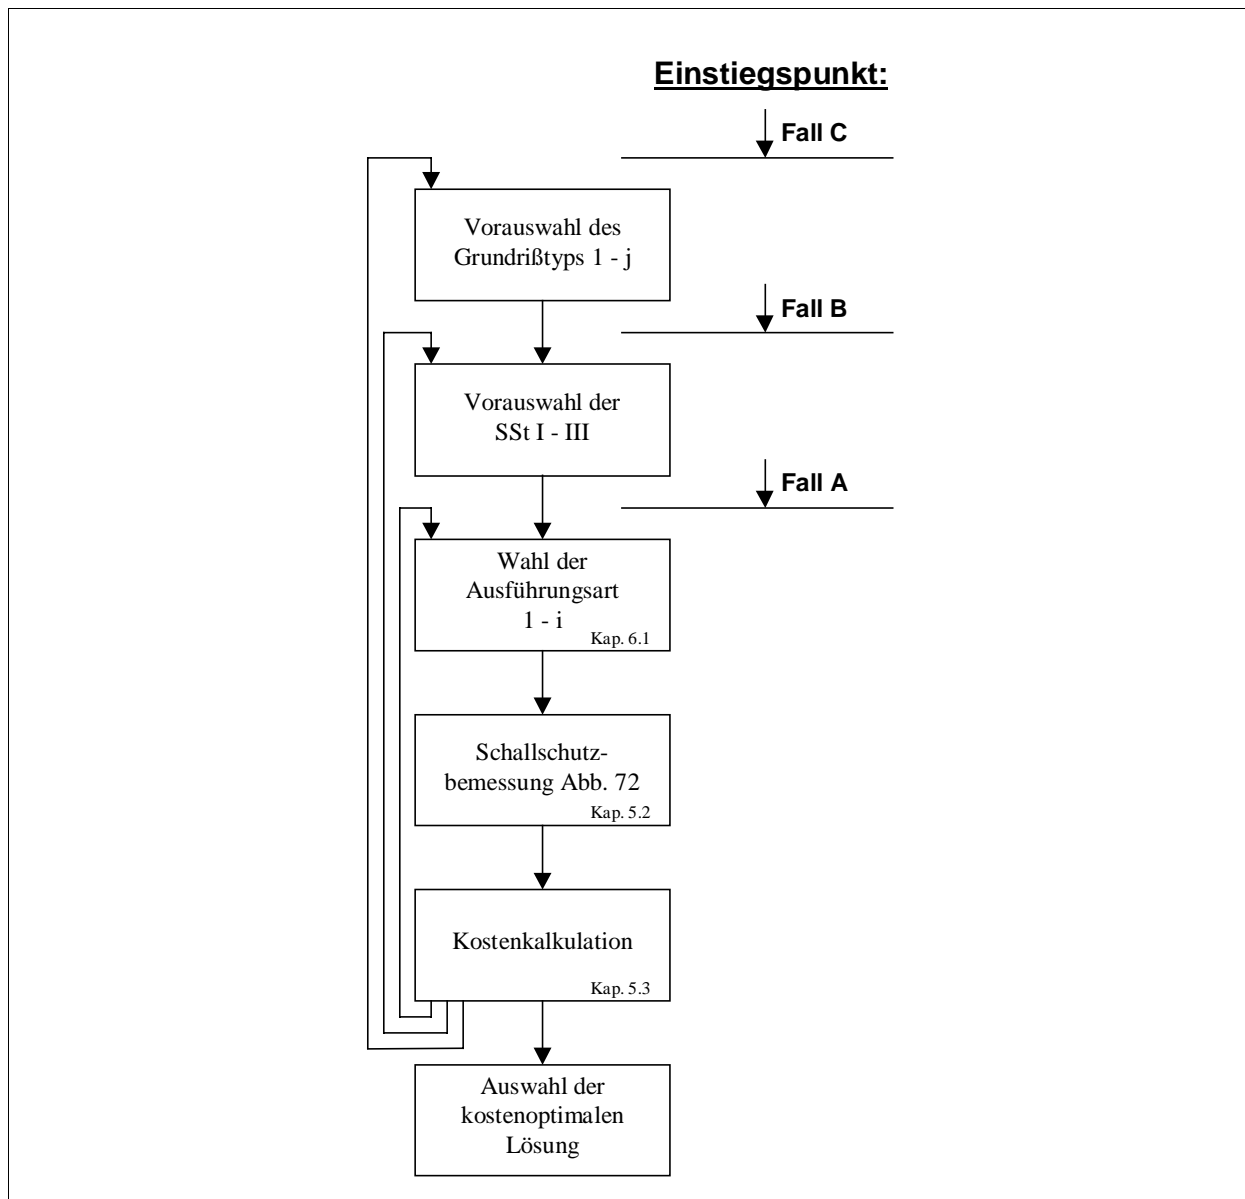 Einstiegspunkt:
Fall C
Vorauswahl des
Grundrißtyps 1 - j
Fall B
Vorauswahl der
SSt I - III
Fall A
Wahl der
Ausführungsart
1 - i
Kap. 6.1
Schallschutz-
bemessung Abb. 72
Kap. 5.2
Kostenkalkulation
Kap. 5.3
Auswahl der
kostenoptimalen
Lösung